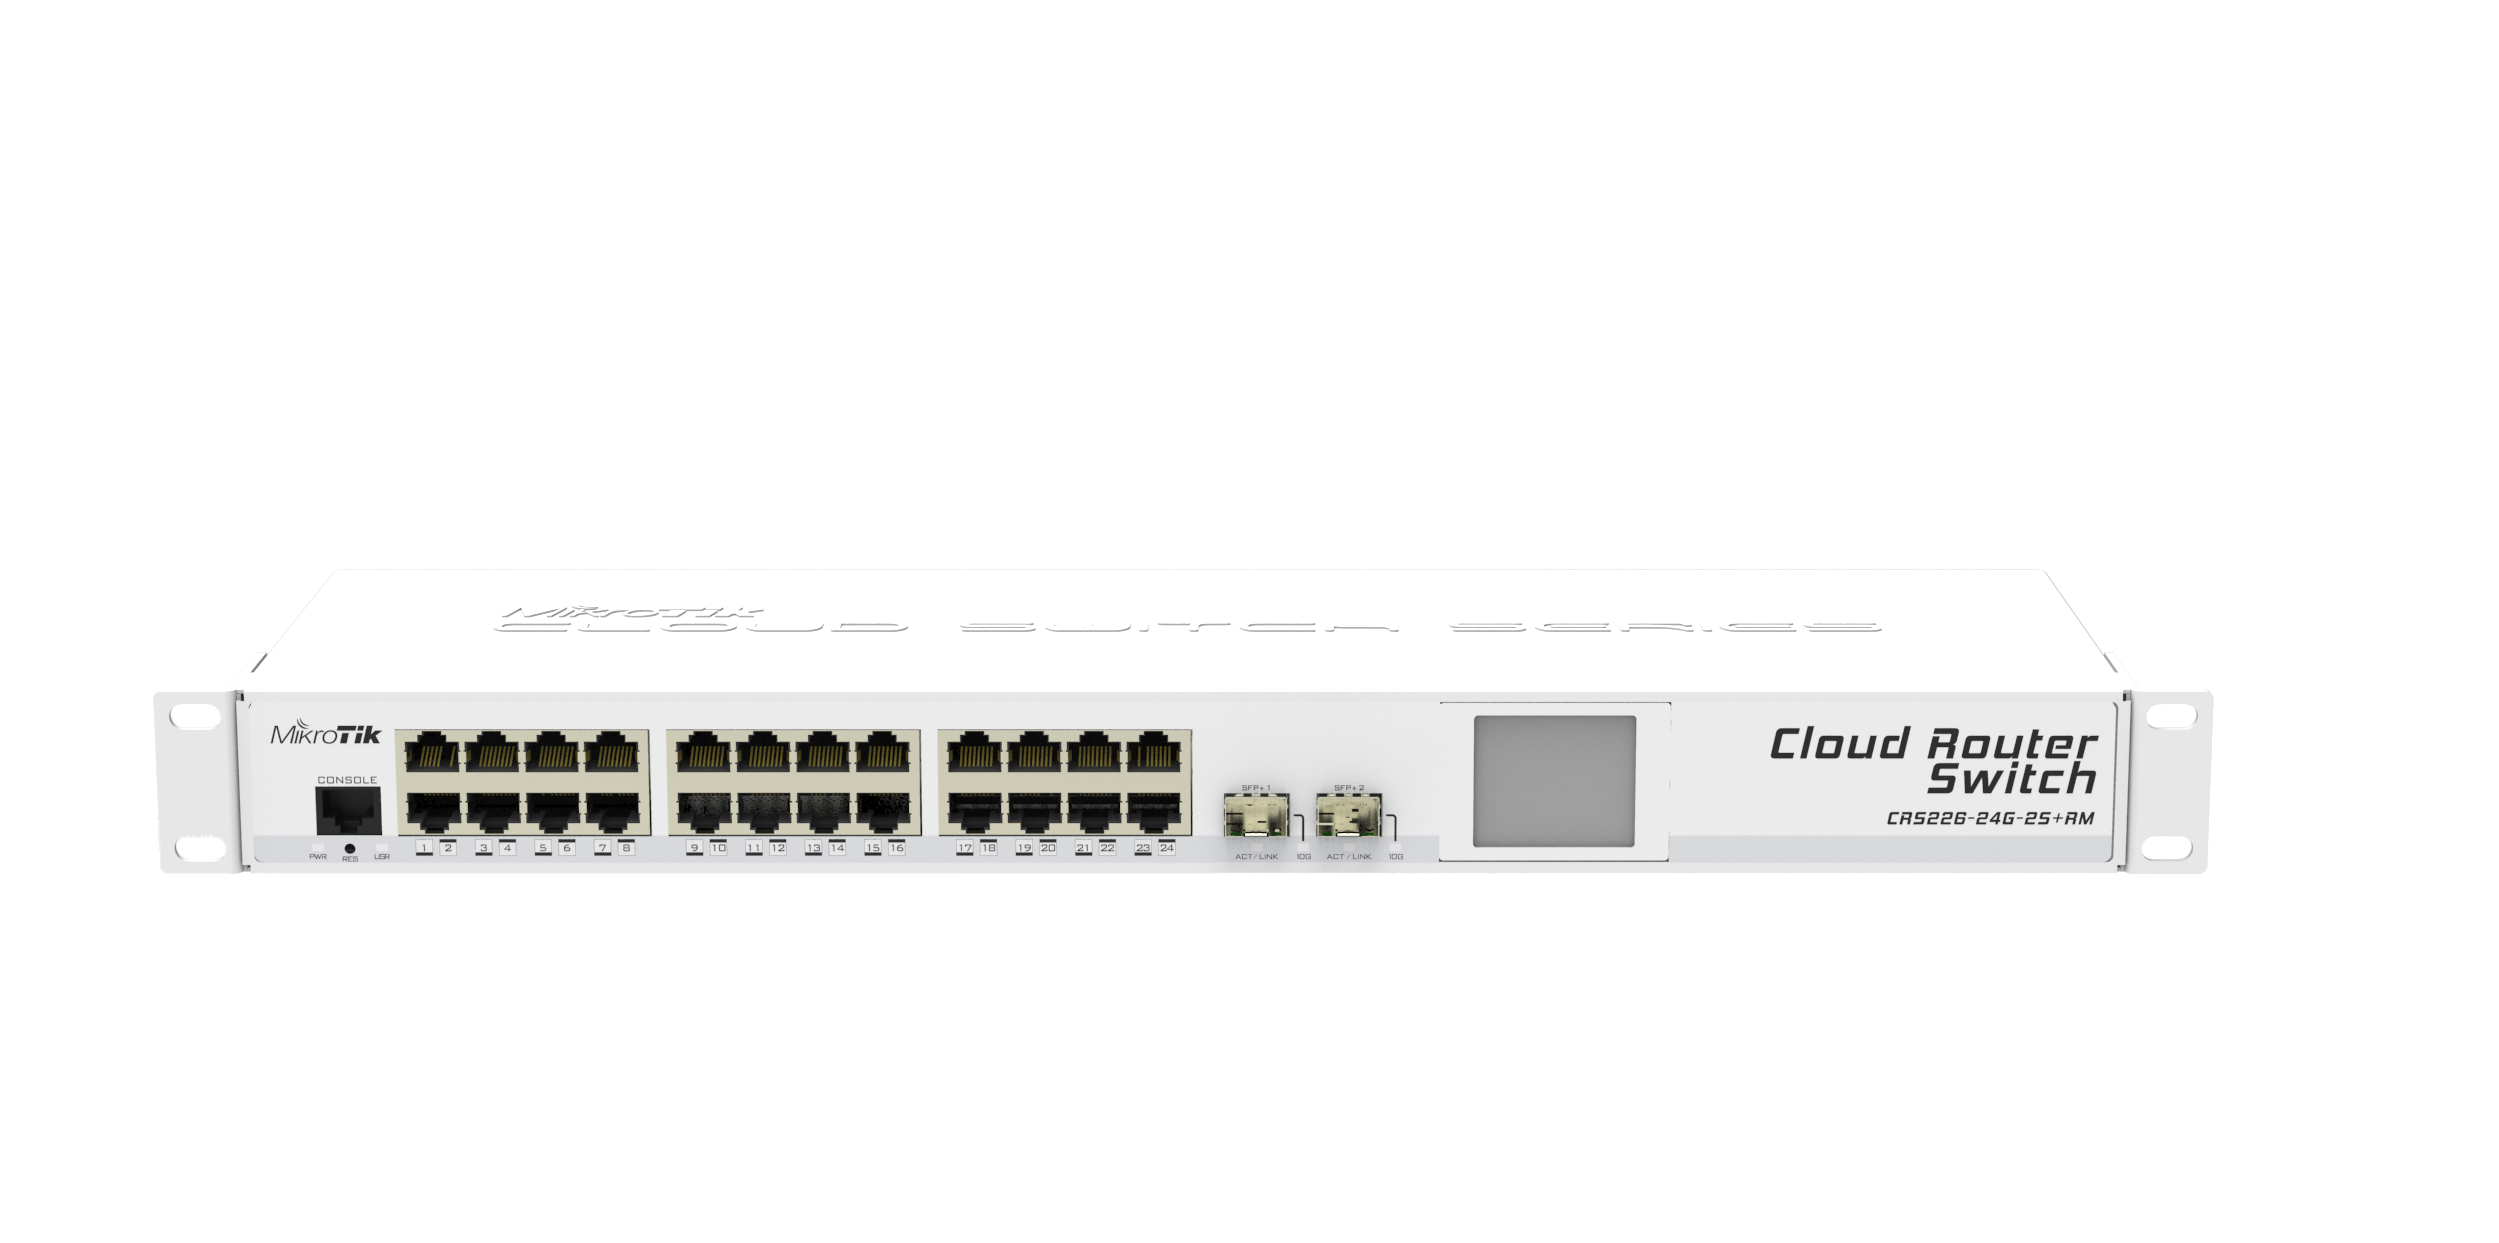 MikroTik
CLOUD SWITCH SERIES
MikroTik
CONSOLE
PWR RES USR
1 2 3 4 5 6 7 8 9 10 11 12 13 14 15 16 17 18 19 20 21 22 23 24
SFP+ 1 SFP+ 2
ACT / LINK 10G ACT / LINK 10G
Cloud Router
Switch
CRS226-24G-2S+RM